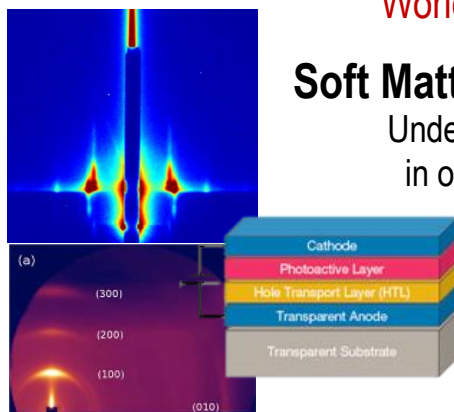 Soft Matt
Unde
in o
(a)
(300)
(200)
(100)
(010)
Cathode
Photoactive Layer
Hole Transport Layer (HTL)
Transparent Anode
Transparent Substrate